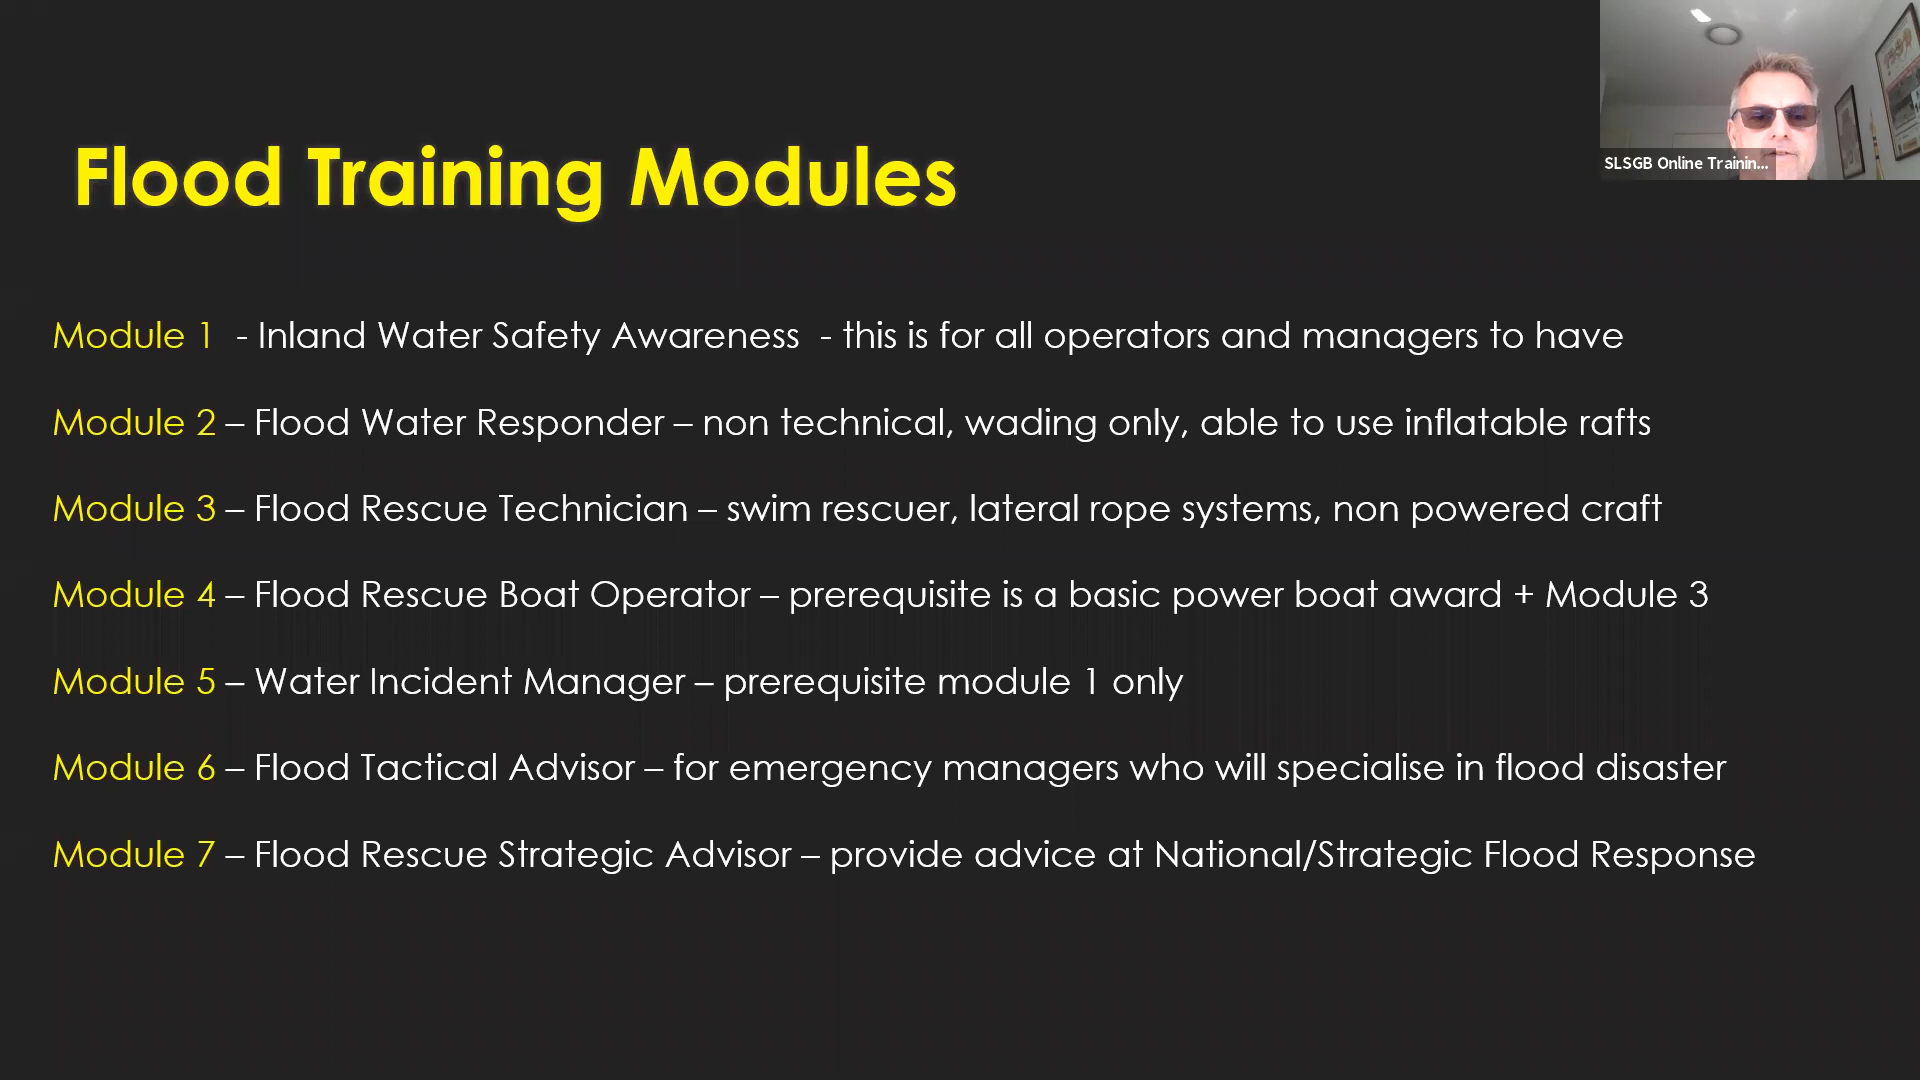 SLSGB Online Trainin...
Flood Training Modules
Module 1 - Inland Water Safety Awareness - this is for all operators and managers to have
Module 2 – Flood Water Responder – non technical, wading only, able to use inflatable rafts
Module 3 – Flood Rescue Technician – swim rescuer, lateral rope systems, non powered craft
Module 4 – Flood Rescue Boat Operator – prerequisite is a basic power boat award + Module 3
Module 5 – Water Incident Manager – prerequisite module 1 only
Module 6 – Flood Tactical Advisor – for emergency managers who will specialise in flood disaster
Module 7 – Flood Rescue Strategic Advisor – provide advice at National/Strategic Flood Response